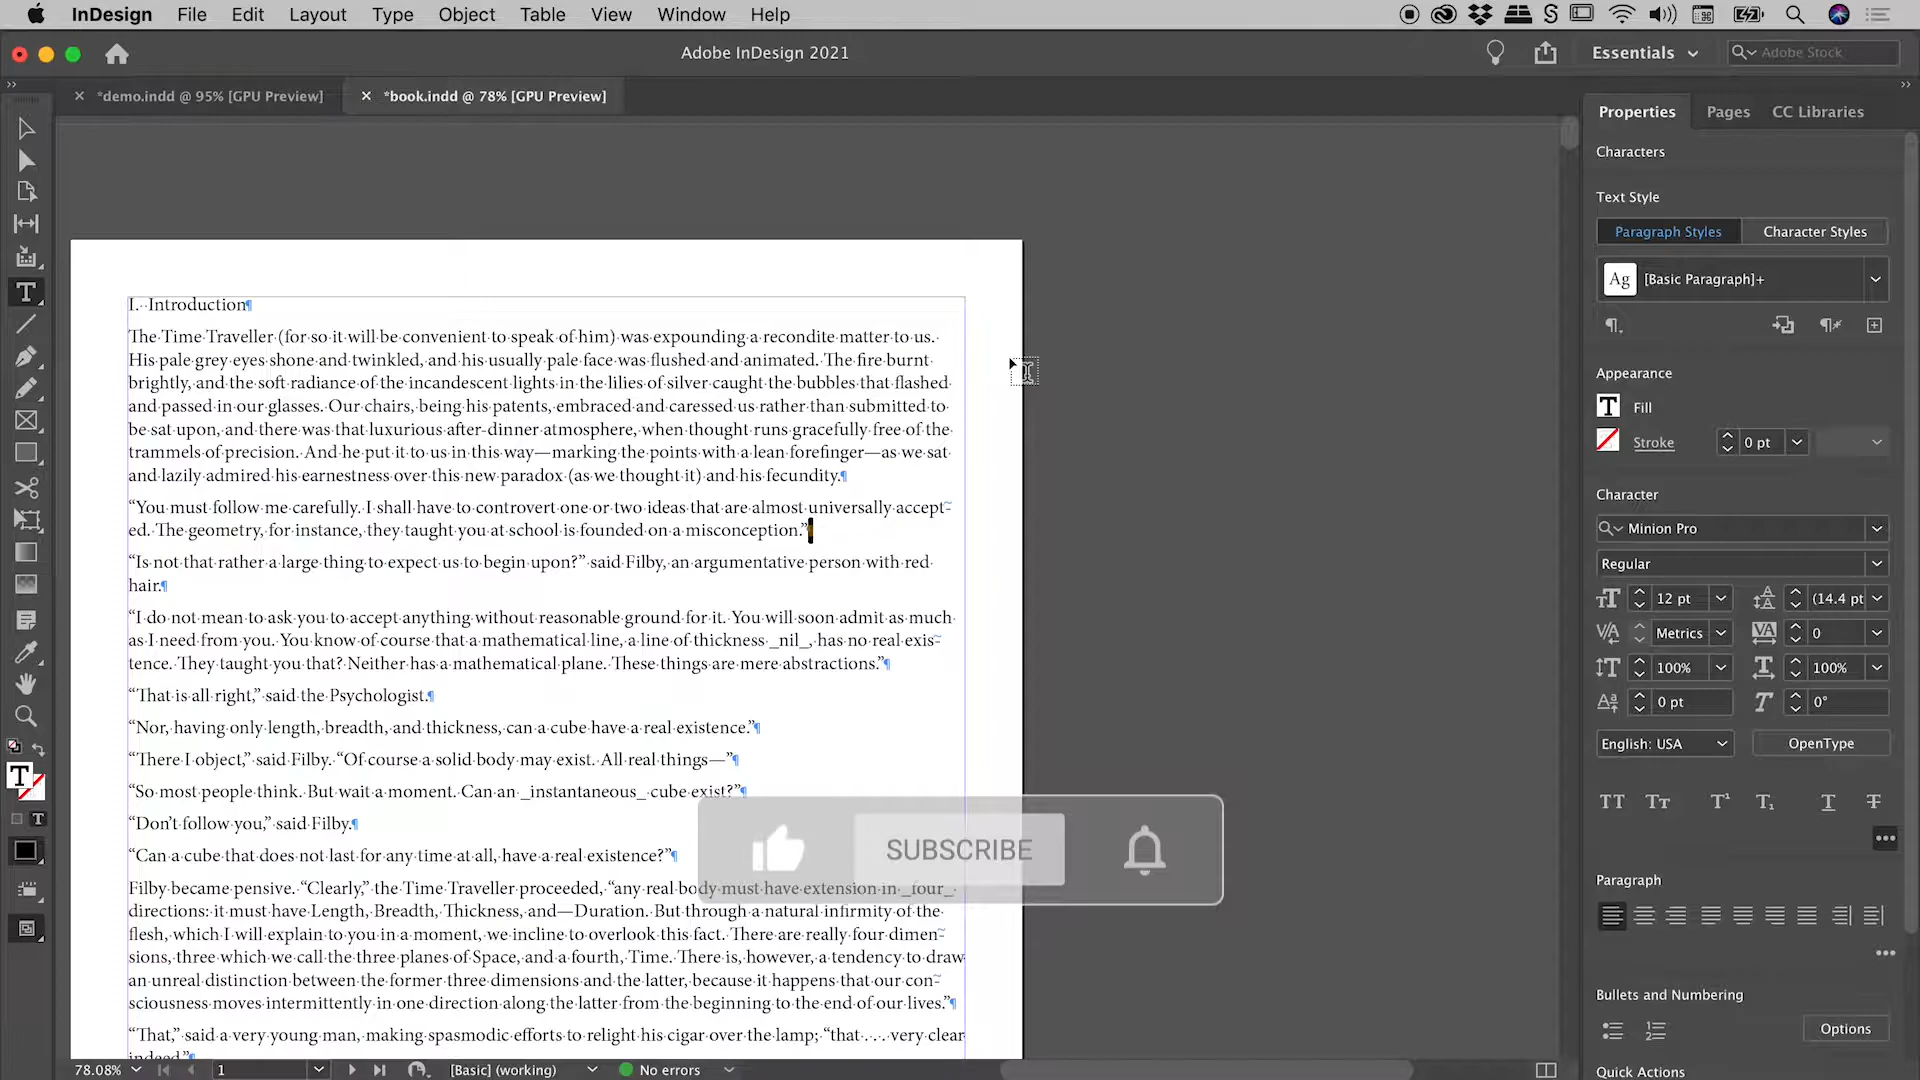 InDesign File Edit Layout Type Object Table View Window Help
Adobe InDesign 2021
Essentials
Adobe Stock
*demo.indd @ 95% [GPU Preview]
*book.indd @ 78% [GPU Preview]
I. Introduction¶
The Time Traveller (for so it will be convenient to speak of him) was expounding a recondite matter to us.
His pale grey eyes shone and twinkled, and his usually pale face was flushed and animated. The fire burnt
brightly, and the soft radiance of the incandescent lights in the lilies of silver caught the bubbles that flashed
and passed in our glasses. Our chairs, being his patents, embraced and caressed us rather than submitted to
be sat upon, and there was that luxurious after-dinner atmosphere, when thought runs gracefully free of the
trammels of precision. And he put it to us in this way—marking the points with a lean forefinger—as we sat
and lazily admired his earnestness over this new paradox (as we thought it) and his fecundity.¶
“You must follow me carefully. I shall have to controvert one or two ideas that are almost universally accept-
ed. The geometry, for instance, they taught you at school is founded on a misconception.”
“Is not that rather a large thing to expect us to begin upon?” said Filby, an argumentative person with red
hair.¶
“I do not mean to ask you to accept anything without reasonable ground for it. You will soon admit as much
as I need from you. You know of course that a mathematical line, a line of thickness _nil_, has no real exis-
tence. They taught you that? Neither has a mathematical plane. These things are mere abstractions.”¶
“That is all right,” said the Psychologist.¶
“Nor, having only length, breadth, and thickness, can a cube have a real existence.”¶
“There I object,” said Filby. “Of course a solid body may exist. All real things—”¶
“So most people think. But wait a moment. Can an _instantaneous_ cube exist?”¶
“Don’t follow you,” said Filby.¶
“Can a cube that does not last for any time at all, have a real existence?”¶
Filby became pensive. “Clearly,” the Time Traveller proceeded, “any real body must have extension in _four_
directions: it must have Length, Breadth, Thickness, and—Duration. But through a natural infirmity of the
flesh, which I will explain to you in a moment, we incline to overlook this fact. There are really four dimen-
sions, three which we call the three planes of Space, and a fourth, Time. There is, however, a tendency to draw
an unreal distinction between the former three dimensions and the latter, because it happens that our con-
sciousness moves intermittently in one direction along the latter from the beginning to the end of our lives.”¶
“That,” said a very young man, making spasmodic efforts to relight his cigar over the lamp; “that . . . very clear
indeed.”¶
SUBSCRIBE
78.08% 1 [Basic] (working) No errors
Properties Pages CC Libraries
Characters
Text Style
Paragraph Styles Character Styles
Ag [Basic Paragraph]+
Appearance
Fill
Stroke 0 pt
Character
Minion Pro
Regular
12 pt (14.4 pt
Metrics 0
100% 100%
0 pt 0°
English: USA OpenType
Paragraph
Bullets and Numbering
Options
Quick Actions